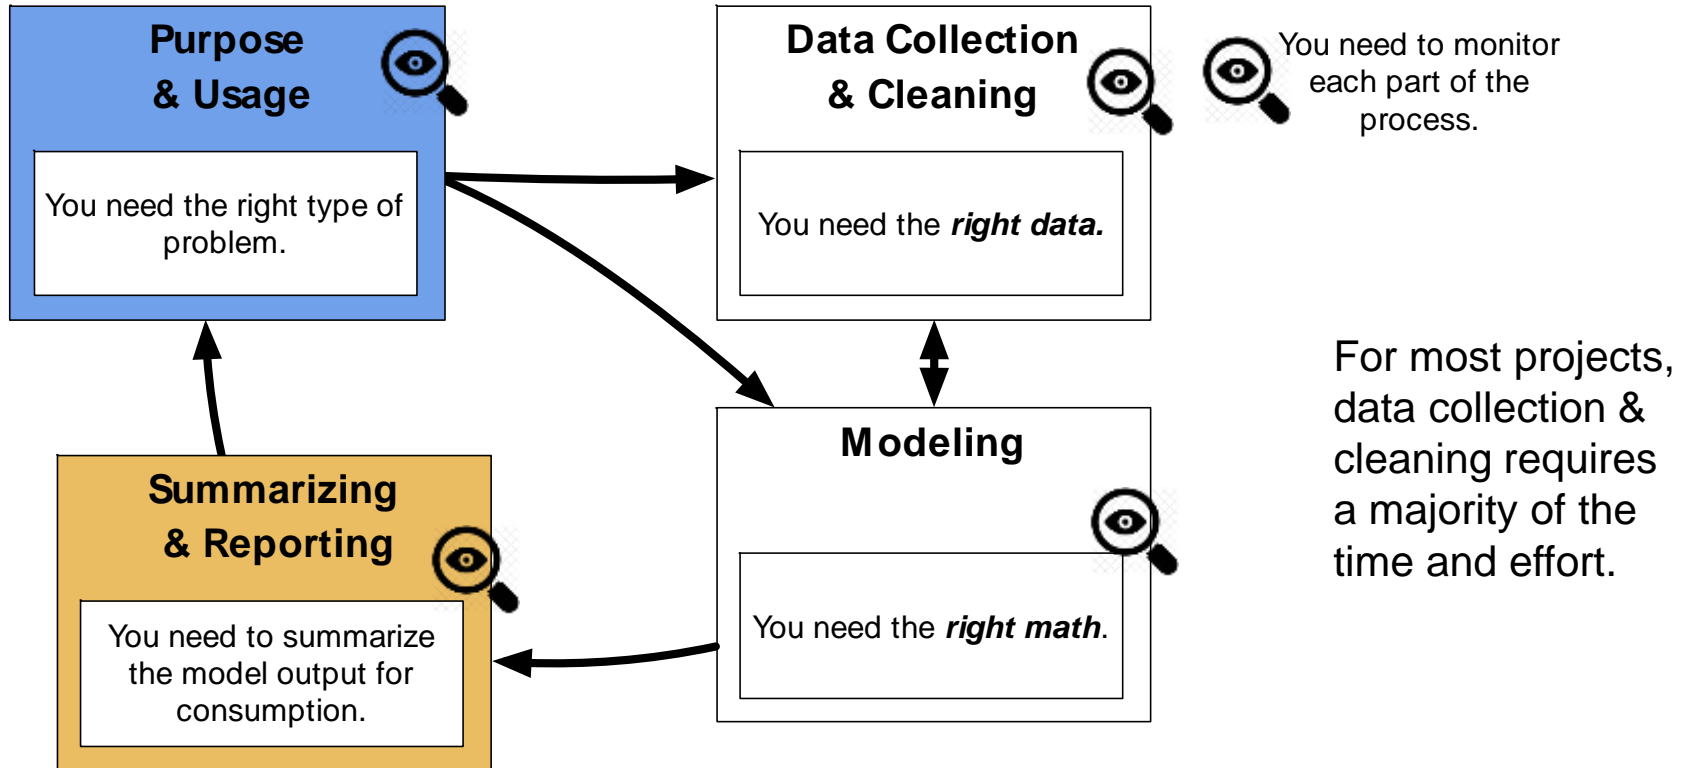 Purpose
& Usage
You need the right type of
problem.
Data Collection
& Cleaning
You need the right data.
You need to monitor
each part of the
process.
Modeling
You need the right math.
Summarizing
& Reporting
You need to summarize
the model output for
consumption.
For most projects,
data collection &
cleaning requires
a majority of the
time and effort.